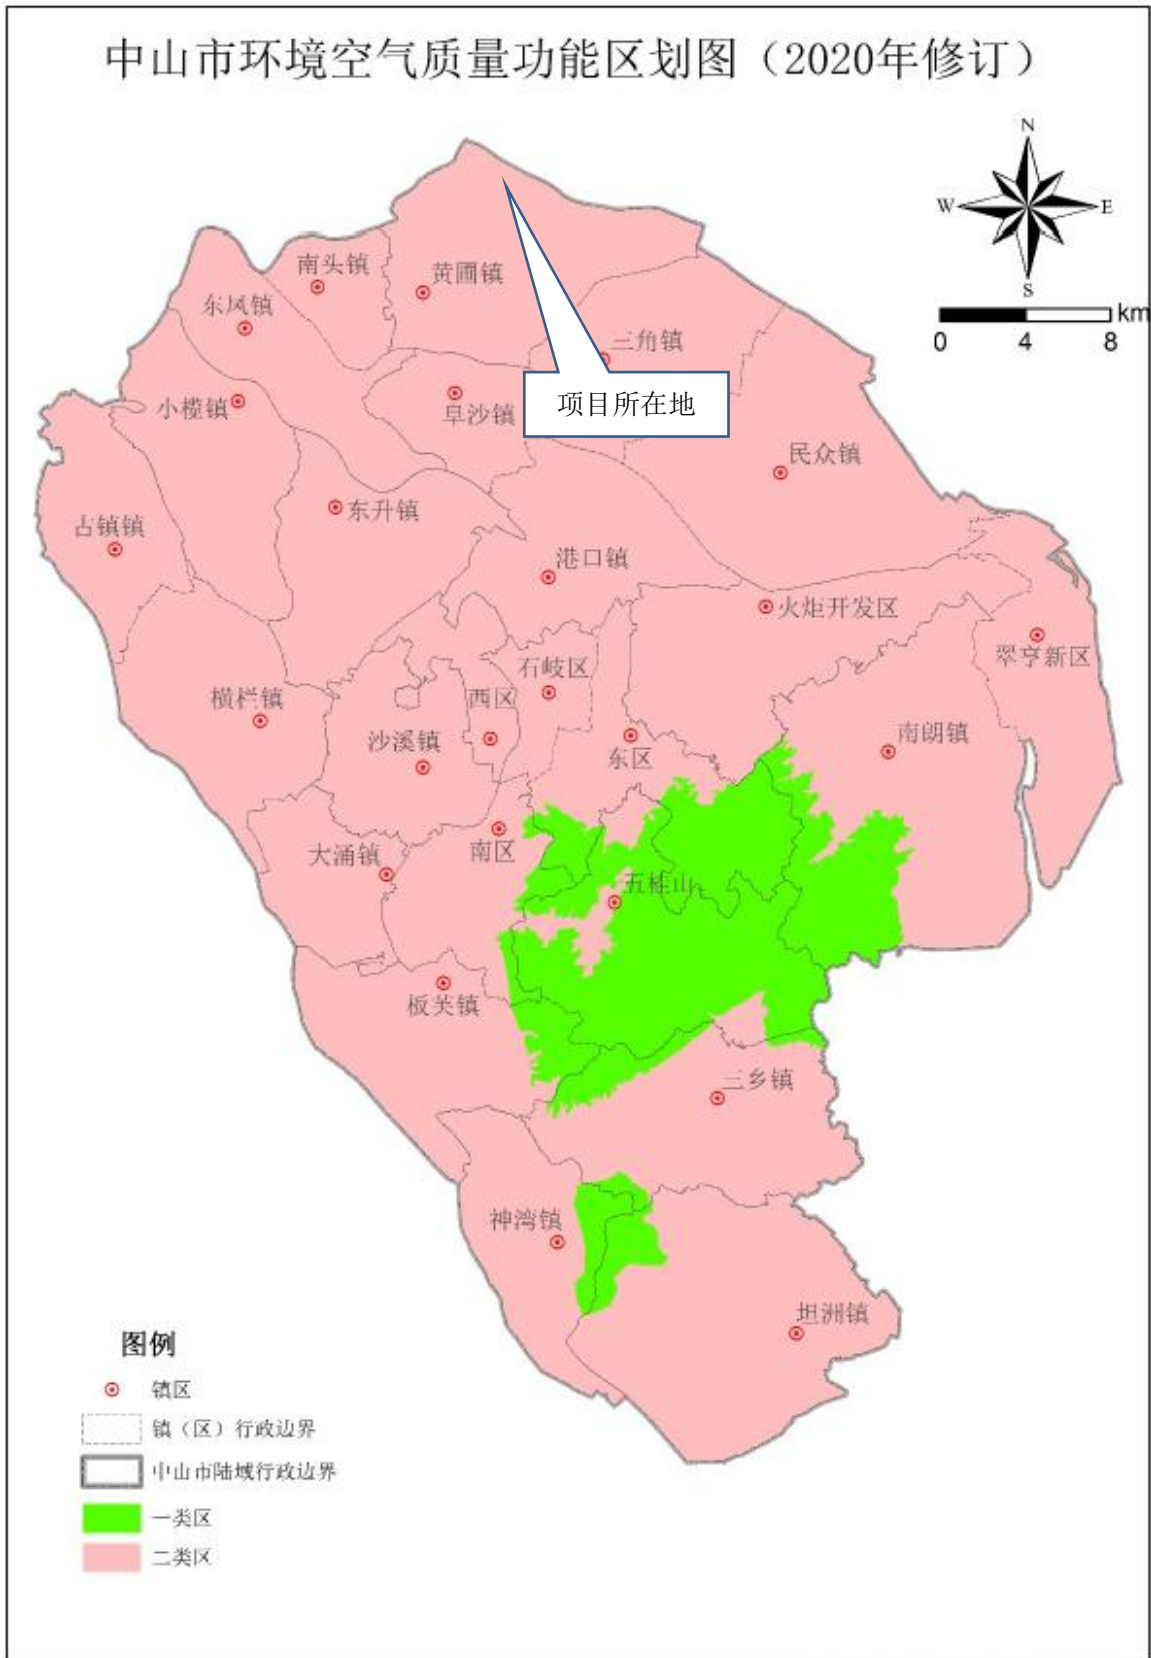 中山市环境空气质量功能区划图（2020年修订）
N
W
E
S
km
0
4
8
南头镇
黄圃镇
东凤镇
三角镇
小榄镇
阜沙镇
项目所在地
民众镇
东升镇
古镇镇
港口镇
火炬开发区
翠亨新区
石岐区
横栏镇
西区
沙溪镇
东区
南朗镇
南区
大涌镇
五桂山
板芙镇
三乡镇
神湾镇
坦洲镇
图例
镇区
镇（区）行政边界
中山市陆域行政边界
一类区
二类区